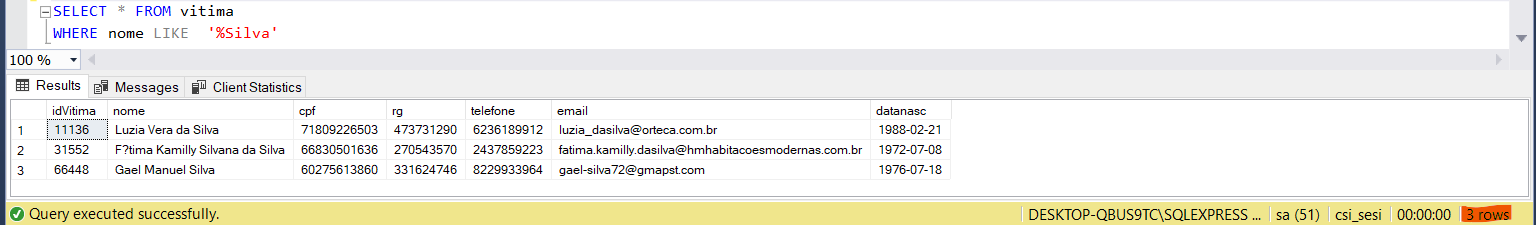 SELECT * FROM vitima
WHERE nome LIKE '%Silva'
100 %
Results Messages Client Statistics
idVitima nome cpf rg telefone email datanasc
1 11136 Luzia Vera da Silva 71809226503 473731290 6236189912 luzia_dasilva@orteca.com.br 1988-02-21
2 31552 F?tima Kamilly Silvana da Silva 66830501636 270543570 2437859223 fatima.kamilly.dasilva@hmhabitacoesmodernas.com.br 1972-07-08
3 66448 Gael Manuel Silva 60275613860 331624746 8229933964 gael-silva72@gmapst.com 1976-07-18
Query executed successfully. DESKTOP-QBUS9TC\SQLEXPRESS ... sa (51) csi_sesi 00:00:00 3 rows